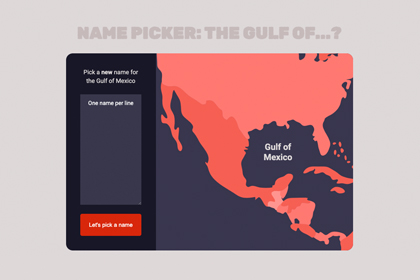 NAME PICKER: THE GULF OF...?
Pick a new name for
the Gulf of Mexico
One name per line
Gulf of
Mexico
Let's pick a name